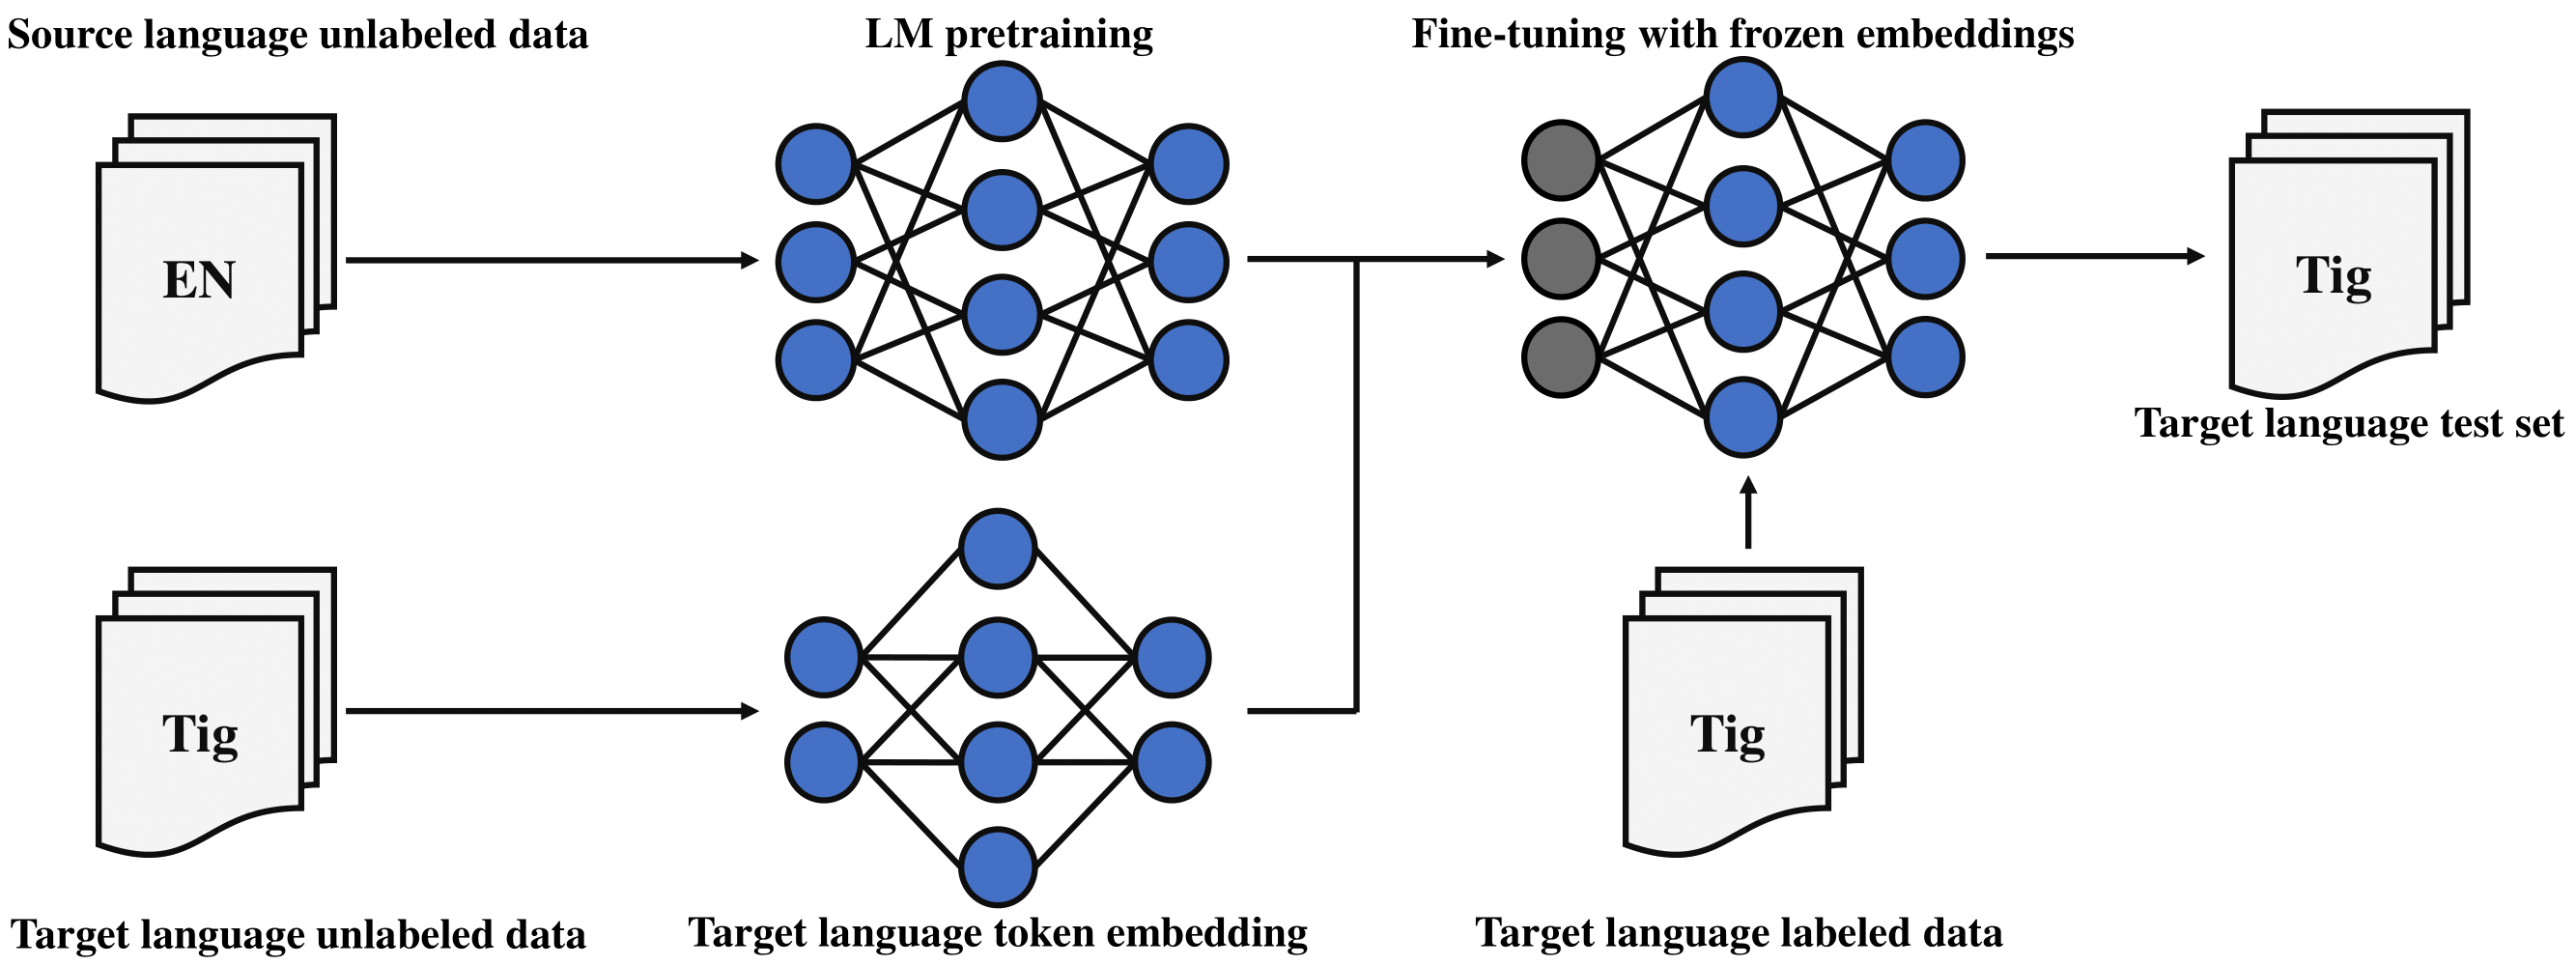 Source language unlabeled data
LM pretraining
Fine-tuning with frozen embeddings
EN
Tig
Target language test set
Tig
Tig
Target language unlabeled data
Target language token embedding
Target language labeled data